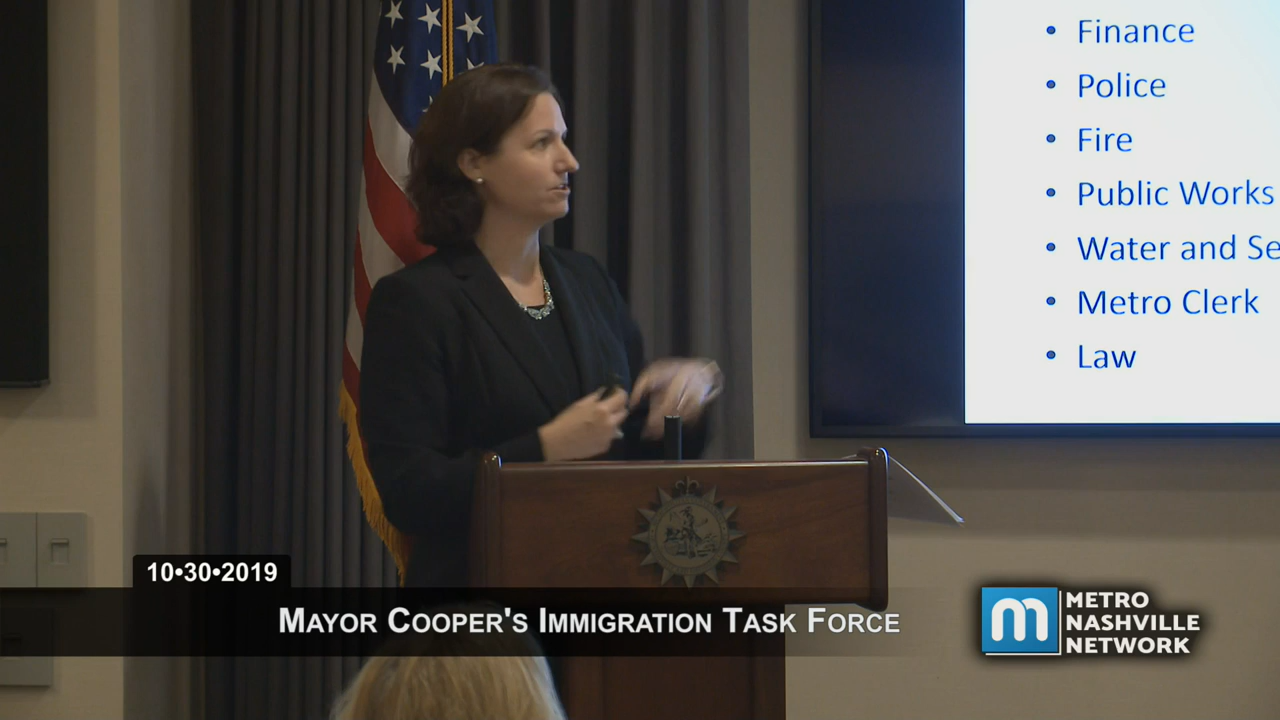 • Finance
• Police
• Fire
• Public Works
• Water and Se
• Metro Clerk
• Law
10•30•2019
MAYOR COOPER'S IMMIGRATION TASK FORCE
m METRO
NASHVILLE
NETWORK